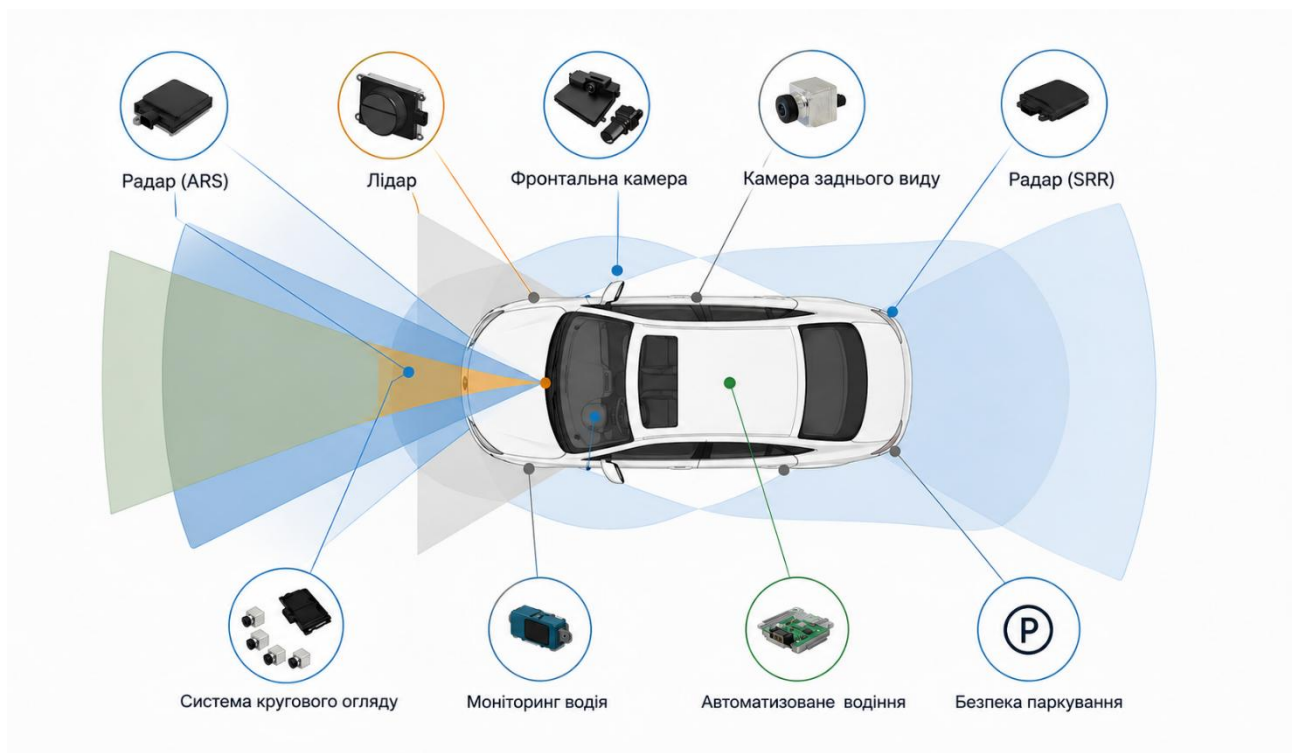 Радар (ARS)
Лідар
Фронтальна камера
Камера заднього виду
Радар (SRR)
Система кругового огляду
Моніторинг водія
Автоматизоване водіння
P
Безпека паркування